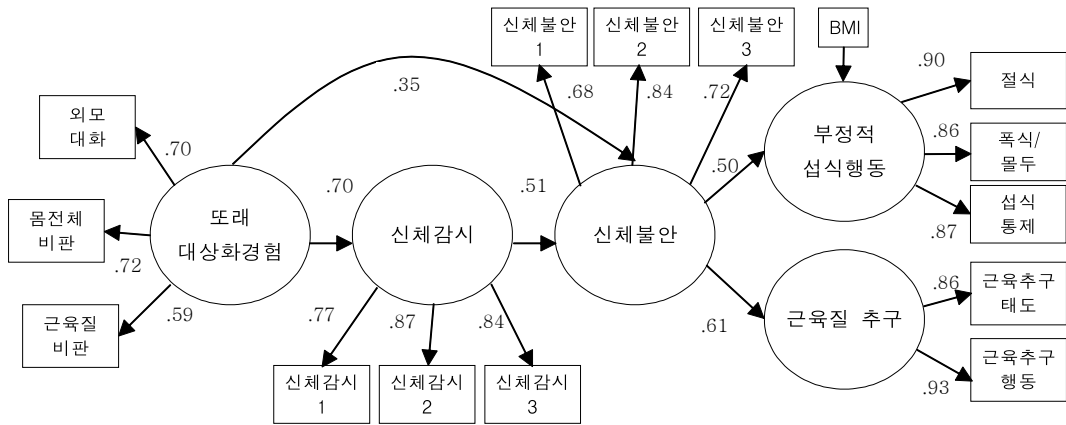 신체불안
1
신체불안
2
신체불안
3
BMI
.90
절식
.35
.68
.84
.72
외모
대화
.70
부정적
섭식행동
.86
폭식/
몰두
.50
.70
.51
섭식
통제
.87
몸전체
비판
.72
또래
대상화경험
신체감시
신체불안
.59
근육질
비판
.77
.87
.84
.61
근육질 추구
.86
근육추구
태도
.93
근육추구
행동
신체감시
1
신체감시
2
신체감시
3